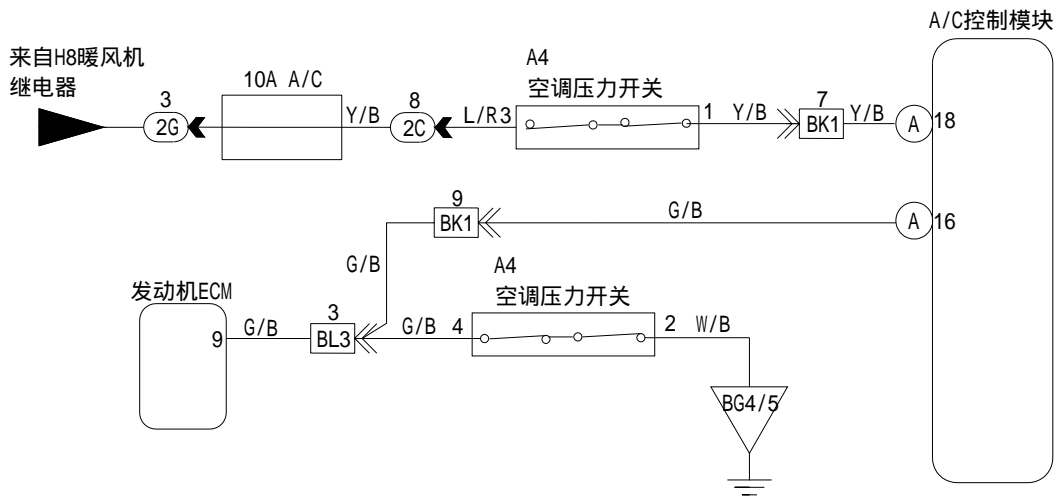 A/C控制模块
来自H8暖风机
继电器
3
2G
10A A/C
Y/B
8
2C
L/R
3
A4
空调压力开关
1
Y/B
7
BK1
Y/B
A
18
9
BK1
G/B
A
16
G/B
发动机ECM
9
G/B
3
BL3
G/B
4
A4
空调压力开关
2
W/B
BG4/5